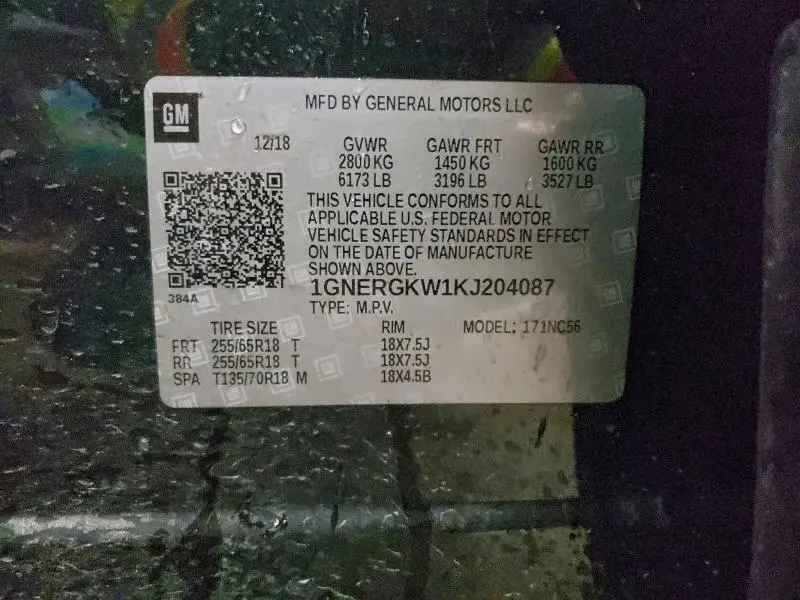 GM
MFD BY GENERAL MOTORS LLC
12/18 GVWR GAWR FRT GAWR RR
2800 KG 1450 KG 1600 KG
6173 LB 3196 LB 3527 LB
THIS VEHICLE CONFORMS TO ALL
APPLICABLE U.S. FEDERAL MOTOR
VEHICLE SAFETY STANDARDS IN EFFECT
ON THE DATE OF MANUFACTURE
SHOWN ABOVE.
384A
1GNERGKW1KJ204087
TYPE: M.P.V.
TIRE SIZE RIM MODEL; 171NC56
FRT 255/65R18 T 18X7.5J
RR 255/65R18 T 18X7.5J
SPA T135/70R18 M 18X4.5B